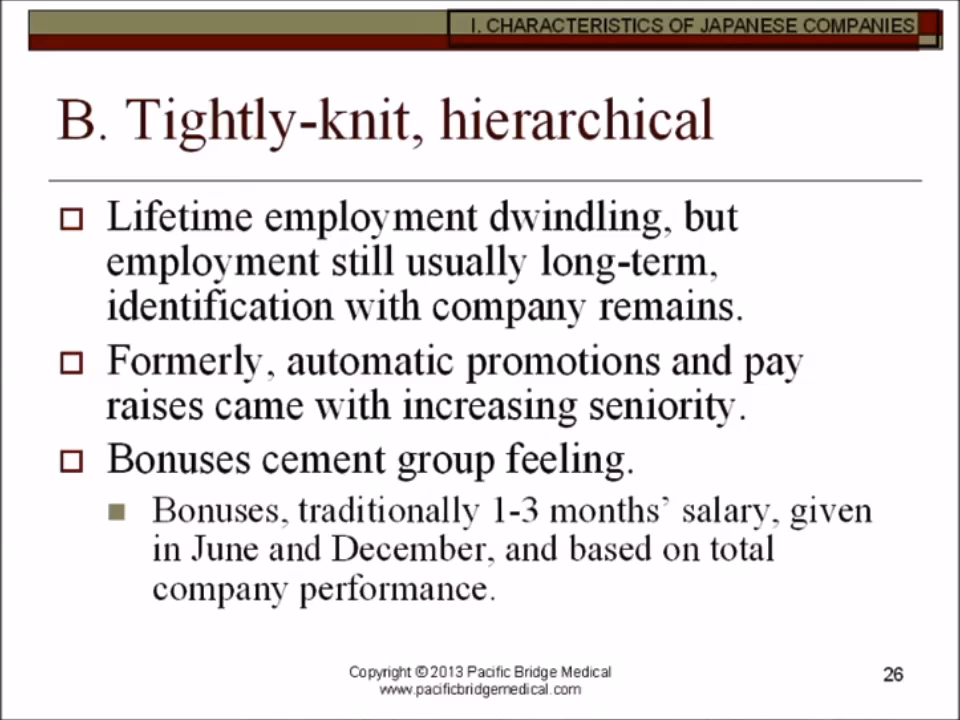 I. CHARACTERISTICS OF JAPANESE COMPANIES
B. Tightly-knit, hierarchical
Lifetime employment dwindling, but
employment still usually long-term,
identification with company remains.
Formerly, automatic promotions and pay
raises came with increasing seniority.
Bonuses cement group feeling.
Bonuses, traditionally 1-3 months’ salary, given
in June and December, and based on total
company performance.
Copyright © 2013 Pacific Bridge Medical
www.pacificbridgemedical.com
26